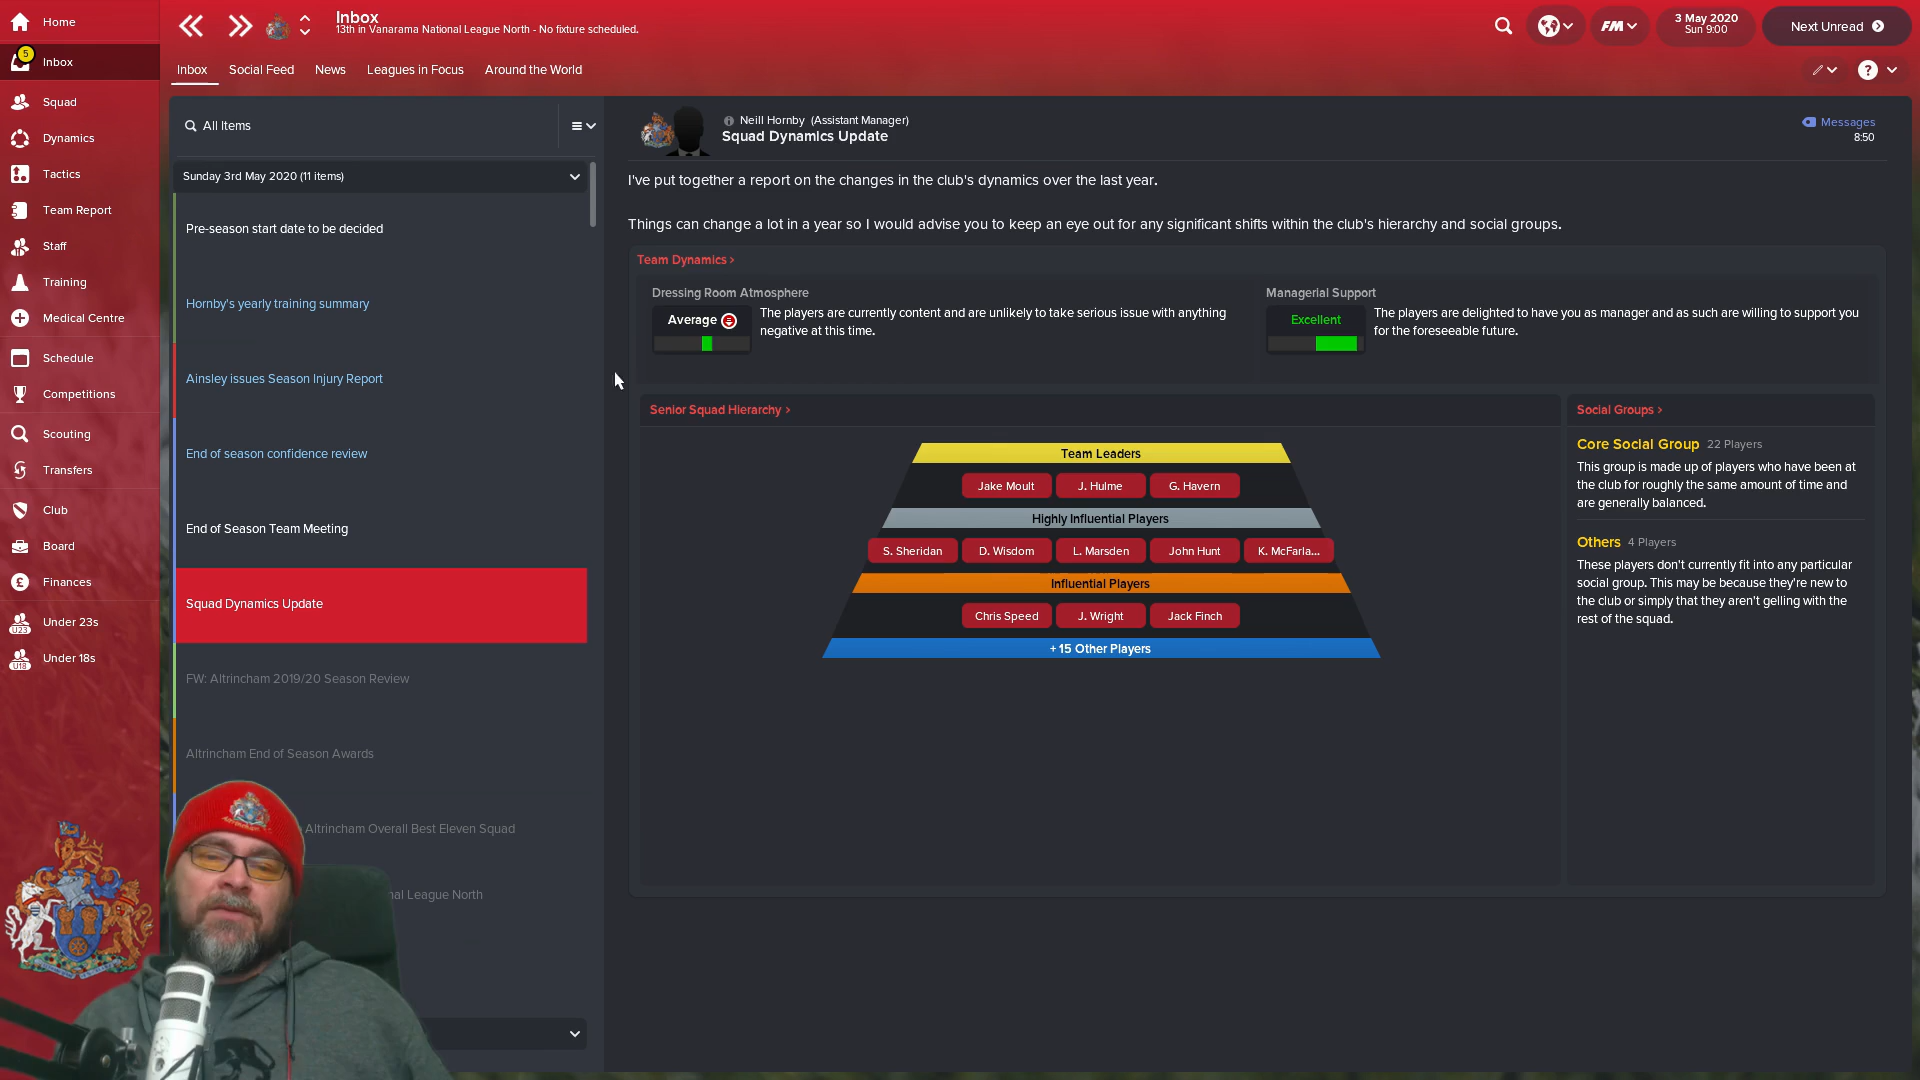 Home
5
Inbox
Squad
Dynamics
Tactics
Team Report
Staff
Training
Medical Centre
Schedule
Competitions
Scouting
Transfers
Club
Board
Finances
U23
Under 23s
U18
Under 18s
Inbox
13th in Vanarama National League North - No fixture scheduled.
FM
3 May 2020
Sun 9:00
Next Unread
Inbox Social Feed News Leagues in Focus Around the World
?
All Items
Sunday 3rd May 2020 (11 items)
Pre-season start date to be decided
Hornby's yearly training summary
Ainsley issues Season Injury Report
End of season confidence review
End of Season Team Meeting
Squad Dynamics Update
FW: Altrincham 2019/20 Season Review
Altrincham End of Season Awards
Altrincham Overall Best Eleven Squad
nal League North
Neill Hornby (Assistant Manager)
Squad Dynamics Update
Messages
8:50
I've put together a report on the changes in the club's dynamics over the last year.
Things can change a lot in a year so I would advise you to keep an eye out for any significant shifts within the club's hierarchy and social groups.
Team Dynamics >
Dressing Room Atmosphere
Average
The players are currently content and are unlikely to take serious issue with anything
negative at this time.
Managerial Support
Excellent
The players are delighted to have you as manager and as such are willing to support you
for the foreseeable future.
Senior Squad Hierarchy >
Team Leaders
Jake Moult J. Hulme G. Havern
Highly Influential Players
S. Sheridan D. Wisdom L. Marsden John Hunt K. McFarla...
Influential Players
Chris Speed J. Wright Jack Finch
+ 15 Other Players
Social Groups >
Core Social Group 22 Players
This group is made up of players who have been at
the club for roughly the same amount of time and
are generally balanced.
Others 4 Players
These players don't currently fit into any particular
social group. This may be because they're new to
the club or simply that they aren't gelling with the
rest of the squad.